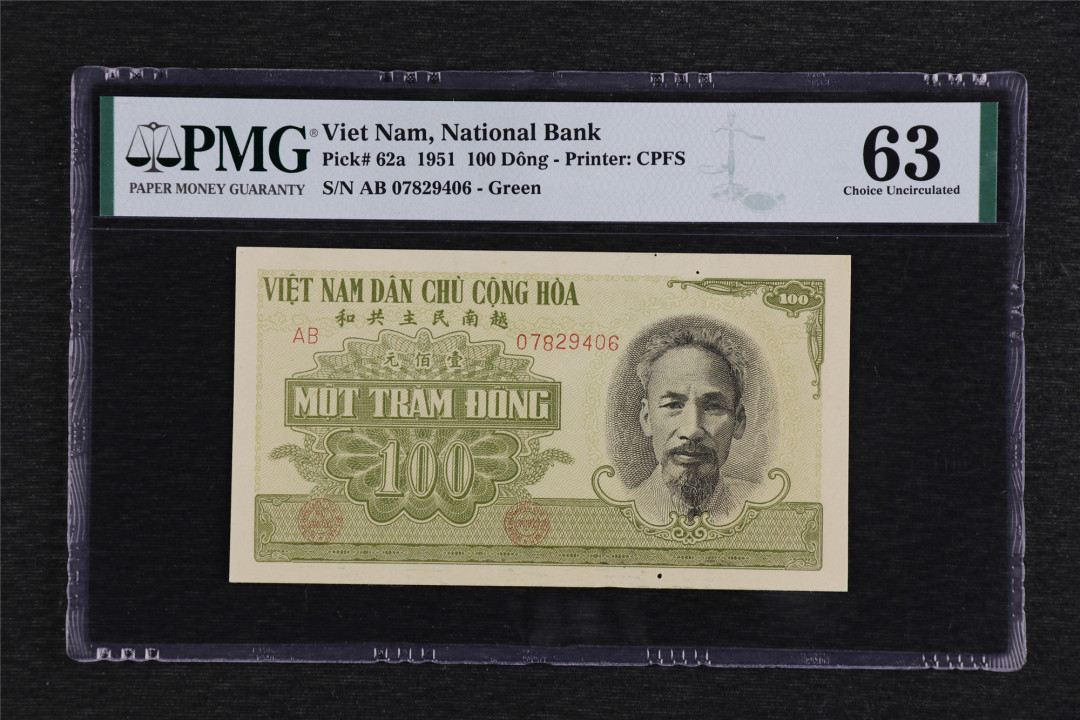 PMG®
PAPER MONEY GUARANTY
Viet Nam, National Bank
Pick# 62a 1951 100 Dông - Printer: CPFS
S/N AB 07829406 - Green
63
Choice Uncirculated
VIỆT NAM DÂN CHỦ CỘNG HÒA
和共主民南越
AB 07829406
100
元佰壹
MỘT TRĂM ĐỒNG
100